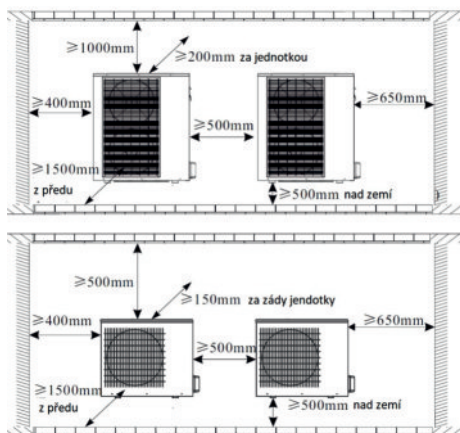 ≥1000mm
≥200mm za jednotkou
≥400mm
≥650mm
≥500mm
≥1500mm
z předu
≥500mm nad zemí
≥500mm
≥150mm za zády jendotky
≥400mm
≥650mm
≥500mm
≥1500mm
z předu
≥500mm nad zemí